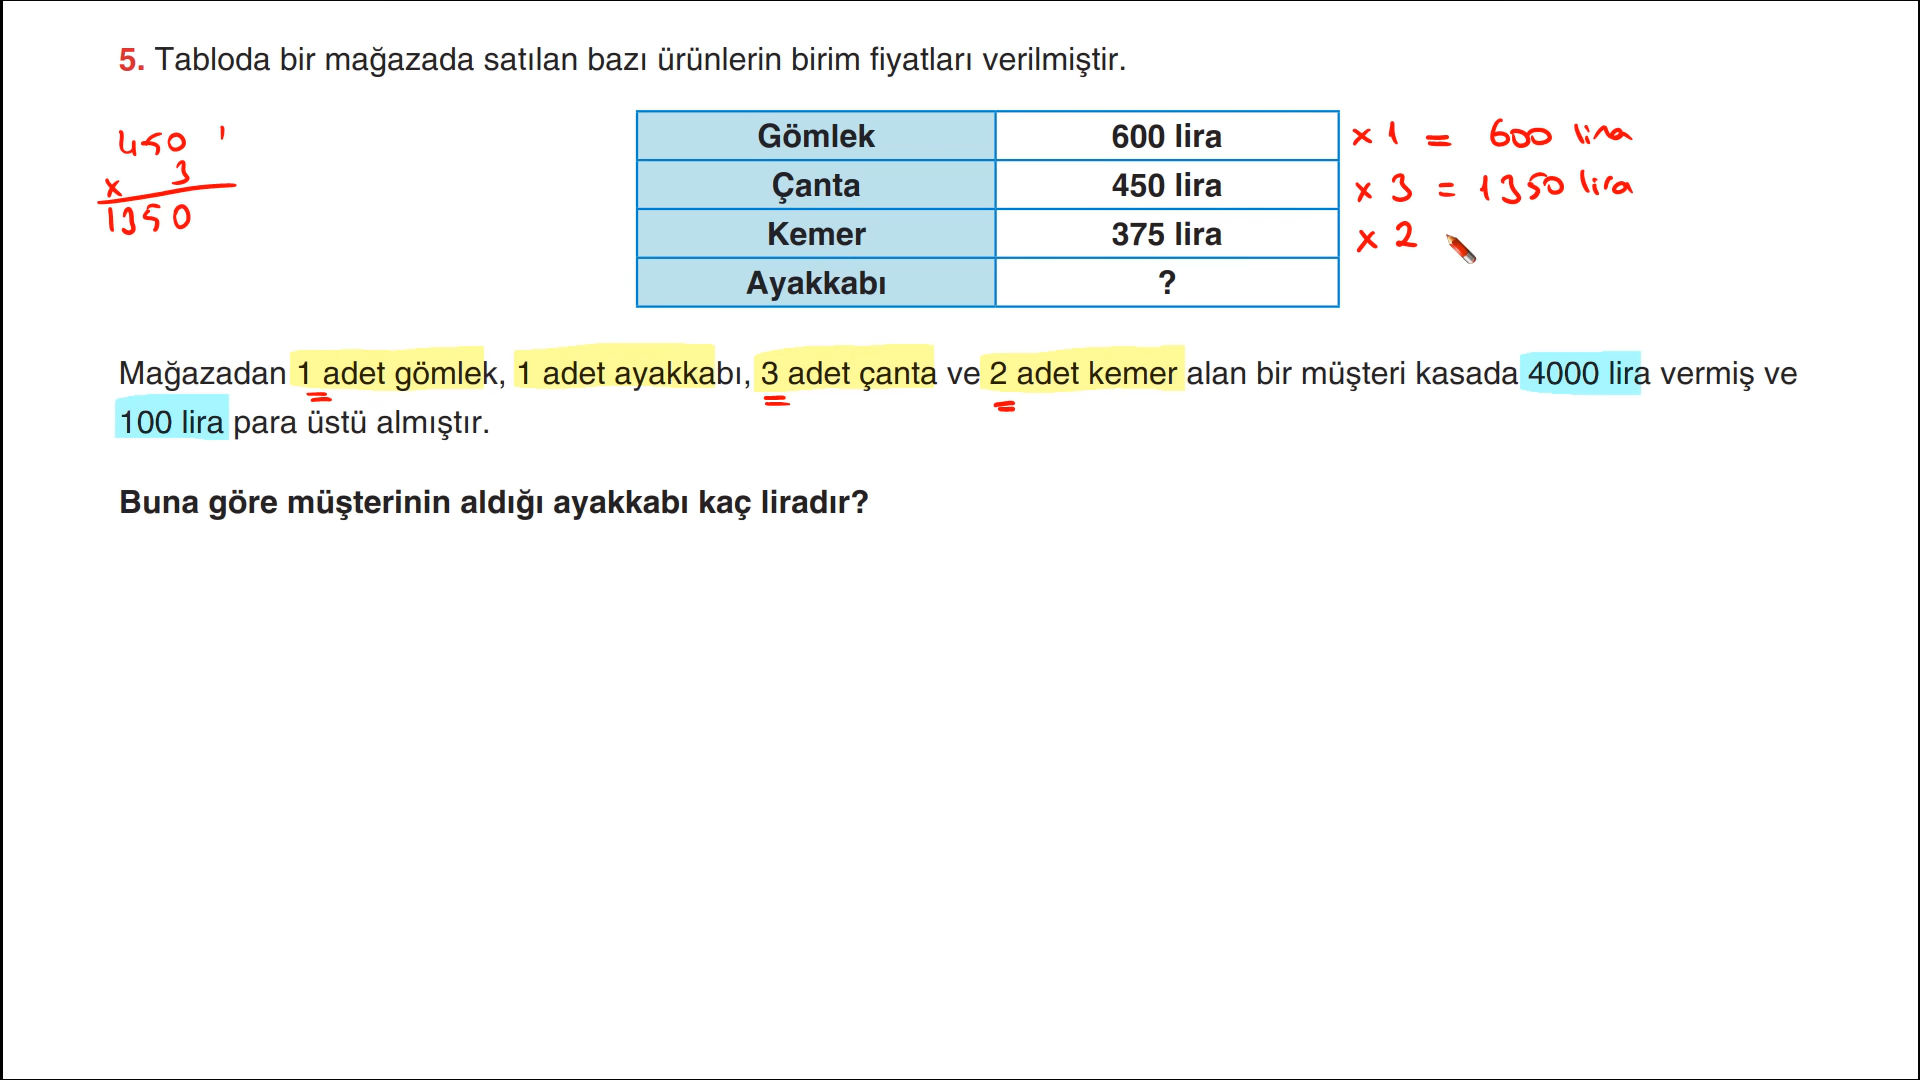 5. Tabloda bir mağazada satılan bazı ürünlerin birim fiyatları verilmiştir.
450
x 3
1350
Gömlek 600 lira x 1 = 600 lira
Çanta 450 lira x 3 = 1350 lira
Kemer 375 lira x 2
Ayakkabı ?
Mağazadan 1 adet gömlek, 1 adet ayakkabı, 3 adet çanta ve 2 adet kemer alan bir müşteri kasada 4000 lira vermiş ve
100 lira para üstü almıştır.
Buna göre müşterinin aldığı ayakkabı kaç liradır?